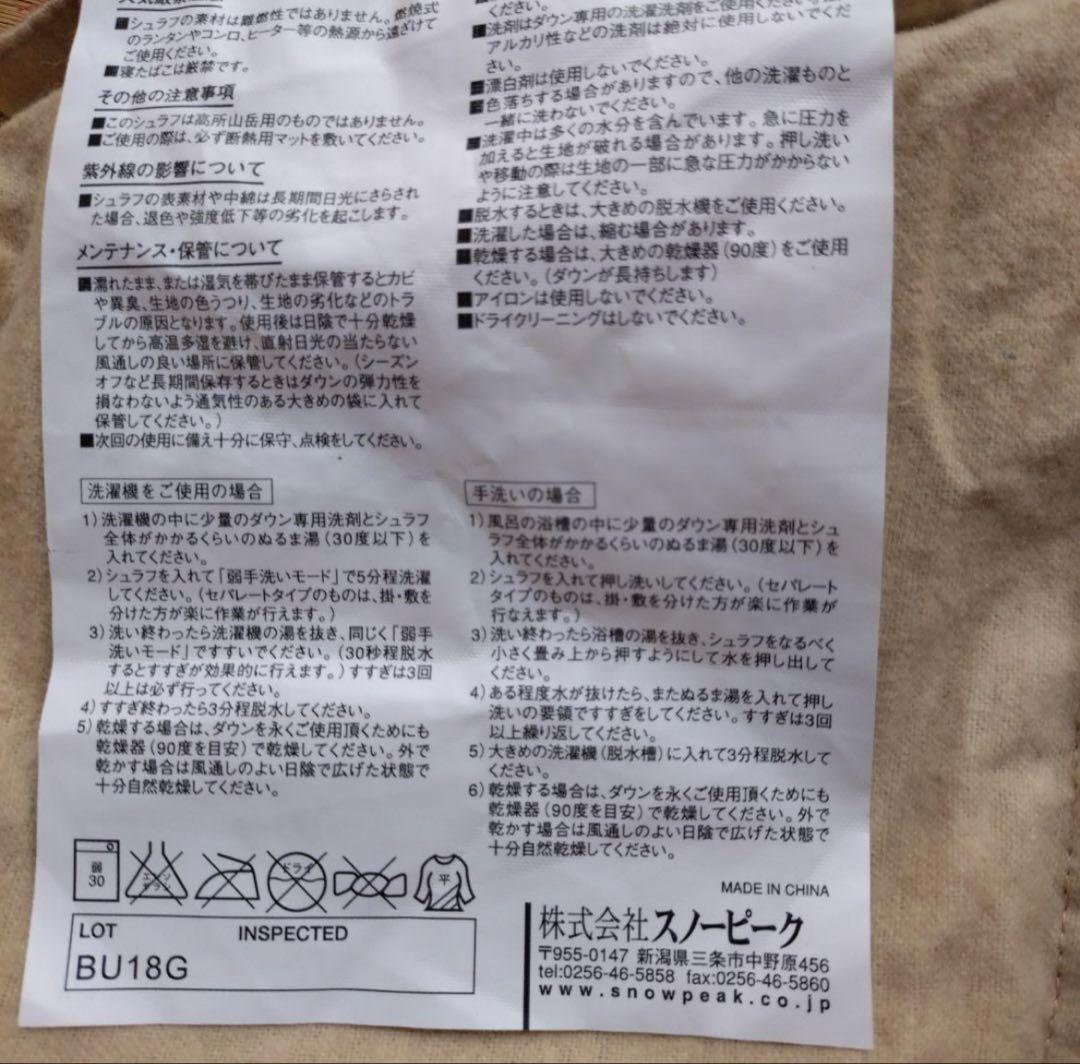 ■シュラフの素材は難燃性ではありません。燃焼式
のランタンやコンロ、ヒーター等の熱源から遠ざけて
ご使用ください。
■寝たばこは厳禁です。
その他の注意事項
■このシュラフは高所山岳用のものではありません。
■ご使用の際は、必ず断熱用マットを敷いてください。
紫外線の影響について
■シュラフの表素材や中綿は長期間日光にさらされ
た場合、退色や強度低下等の劣化を起こします。
メンテナンス・保管について
■濡れたまま、または湿気を帯びたまま保管するとカビ
や異臭、生地の色うつり、生地の劣化などのトラ
ブルの原因となります。使用後は日陰で十分乾燥
してから高温多湿を避け、直射日光の当たらない
風通しの良い場所に保管してください。（シーズン
オフなど長期間保存するときはダウンの弾力性を
損なわないよう通気性のある大きめの袋に入れて
保管してください。）
■次回の使用に備え十分に保守、点検をしてください。
ください。
■洗剤はダウン専用の洗濯洗剤をご使用ください。
アルカリ性などの洗剤は絶対に使用しないでくだ
さい。
■漂白剤は使用しないでください。
■色落ちする場合がありますので、他の洗濯ものと
一緒に洗わないでください。
■洗濯中は多くの水分を含んでいます。急に圧力を
加えると生地が破れる場合があります。押し洗い
や移動の際は生地の一部に急な圧力がかからない
ように注意してください。
■脱水するときは、大きめの脱水機をご使用ください。
■洗濯した場合は、縮む場合があります。
■乾燥する場合は、大きめの乾燥器（90度）をご使用
ください。（ダウンが長持ちします）
■アイロンは使用しないでください。
■ドライクリーニングはしないでください。
洗濯機をご使用の場合
1）洗濯機の中に少量のダウン専用洗剤とシュラフ
全体がかかるくらいのぬるま湯（30度以下）を
入れてください。
2）シュラフを入れて「弱手洗いモード」で5分程洗濯
してください。（セパレートタイプのものは、掛・敷を
分けた方が楽に作業が行えます。）
3）洗い終わったら洗濯機の湯を抜き、同じく「弱手
洗いモード」ですすいでください。（30秒程脱水
するとすすぎが効果的に行えます。）すすぎは3回
以上は必ず行ってください。
4）すすぎ終わったら3分程脱水してください。
5）乾燥する場合は、ダウンを永くご使用頂くためにも
乾燥器（90度を目安）で乾燥してください。外で
乾かす場合は風通しのよい日陰で広げた状態で
十分自然乾燥してください。
手洗いの場合
1）風呂の浴槽の中に少量のダウン専用洗剤とシュ
ラフ全体がかかるくらいのぬるま湯（30度以下）を
入れてください。
2）シュラフを入れて押し洗いしてください。（セパレート
タイプのものは、掛・敷を分けた方が楽に作業が
行なえます。）
3）洗い終わったら浴槽の湯を抜き、シュラフをなるべく
小さく畳み上から押すようにして水を押し出して
ください。
4）ある程度水が抜けたら、またぬるま湯を入れて押し
洗いの要領ですすぎをしてください。すすぎは3回
以上繰り返してください。
5）大きめの洗濯機（脱水槽）に入れて3分程脱水して
ください。
6）乾燥する場合は、ダウンを永くご使用頂くためにも
乾燥器（90度を目安）で乾燥してください。外で
乾かす場合は風通しのよい日陰で広げた状態で
十分自然乾燥してください。
弱
30
エンソ
サラシ
ドライ
平
LOT INSPECTED
BU18G
MADE IN CHINA
株式会社スノーピーク
〒955-0147 新潟県三条市中野原456
tel:0256-46-5858 fax:0256-46-5860
www.snowpeak.co.jp